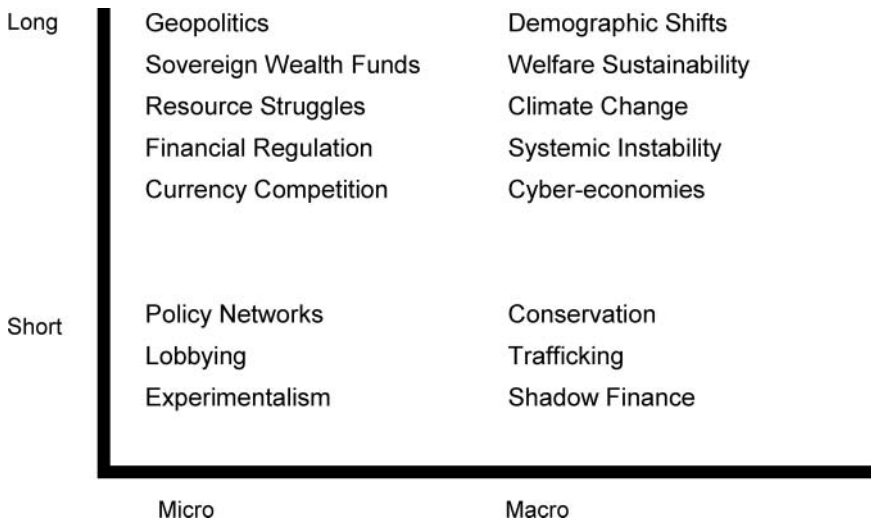 Long Geopolitics Demographic Shifts
Sovereign Wealth Funds Welfare Sustainability
Resource Struggles Climate Change
Financial Regulation Systemic Instability
Currency Competition Cyber-economies
Short Policy Networks Conservation
Lobbying Trafficking
Experimentalism Shadow Finance
Micro Macro